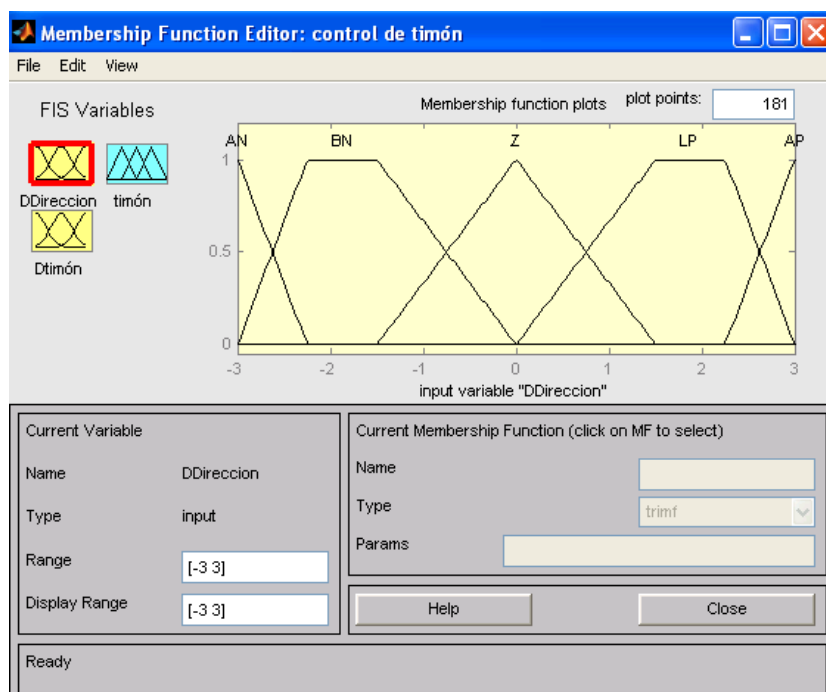 Membership Function Editor: control de timón
File Edit View
FIS Variables
DDireccion timón
Dtimón
Membership function plots plot points: 181
AN BN Z LP AP
1
0.5
0
-3 -2 -1 0 1 2 3
input variable "DDireccion"
Current Variable
Name DDireccion
Type input
Range [-3 3]
Display Range [-3 3]
Current Membership Function (click on MF to select)
Name
Type trimf
Params
Help Close
Ready